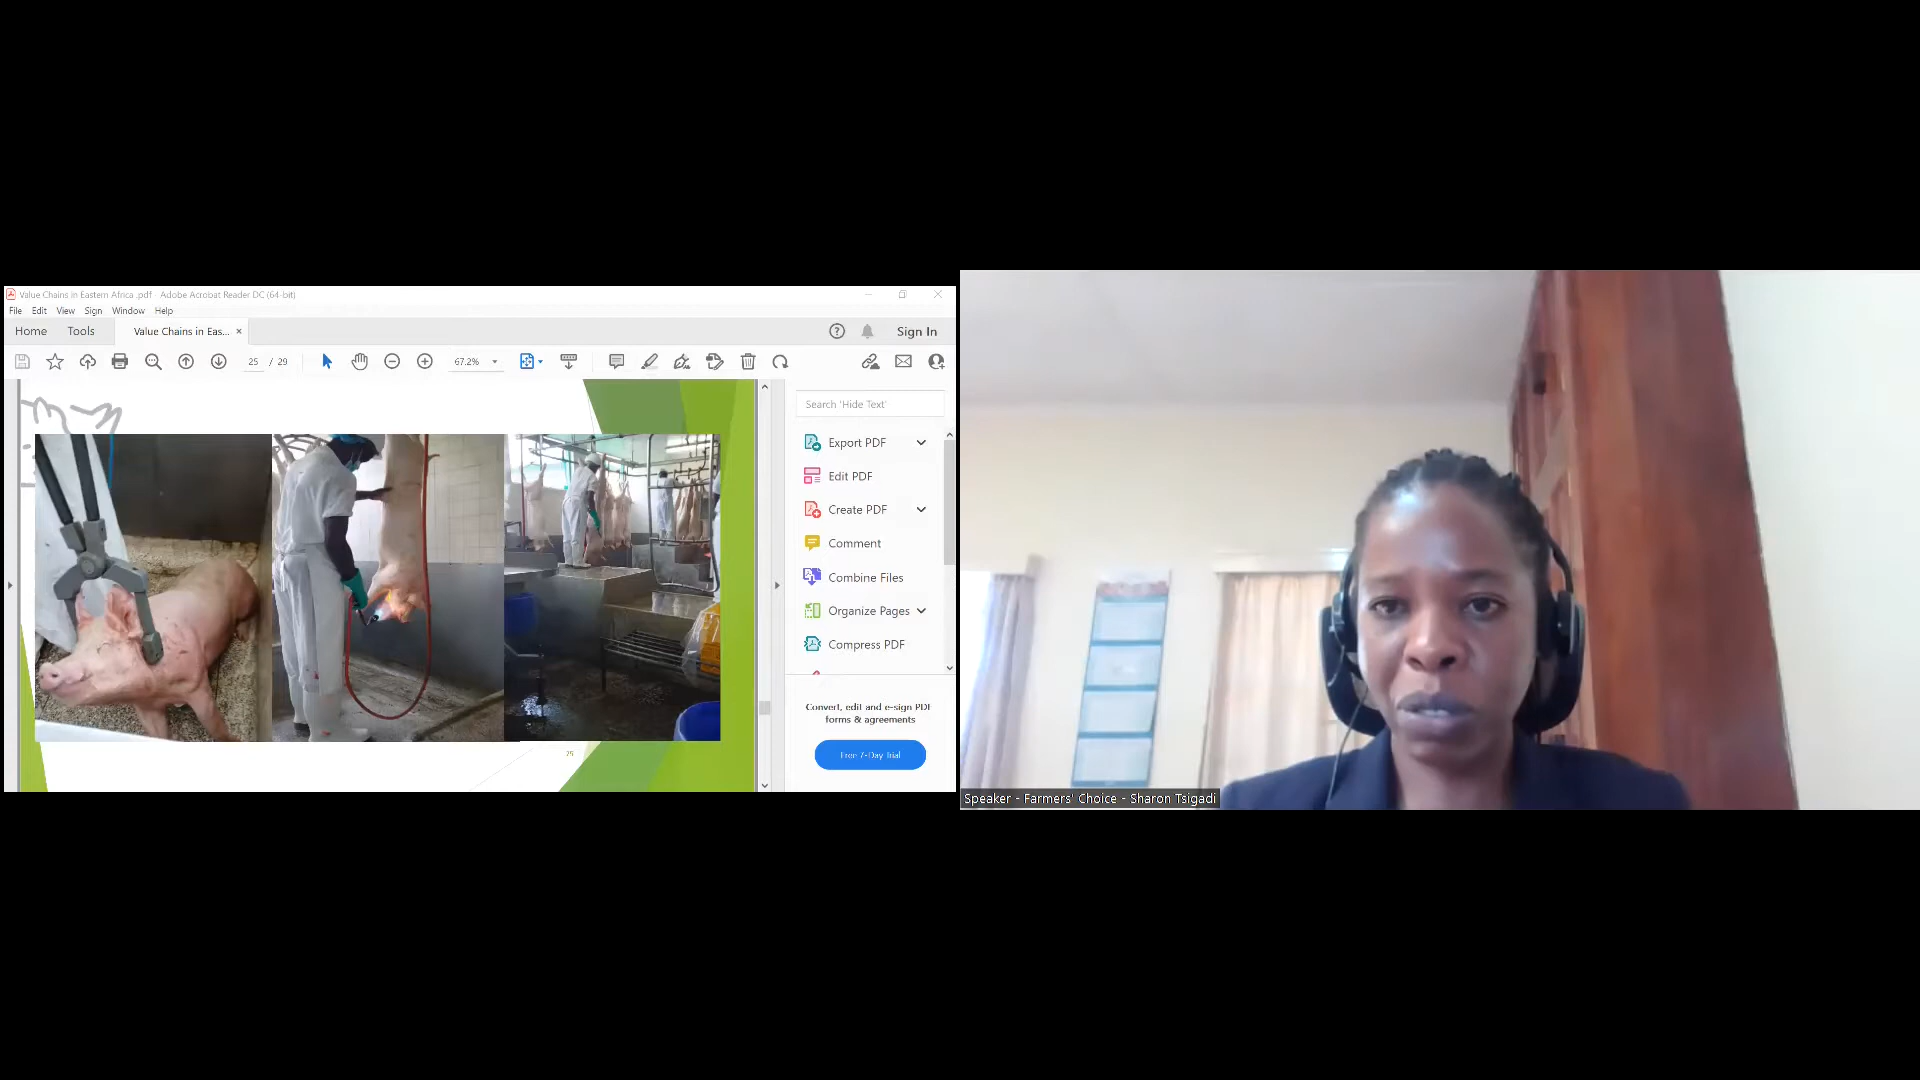 Value Chains in Eastern Africa .pdf - Adobe Acrobat Reader DC (64-bit)
File Edit View Sign Window Help
Home Tools Value Chains in Eas... × Sign In
25 / 29 67.2%
Search 'Hide Text'
Export PDF
Edit PDF
Create PDF
Comment
Combine Files
Organize Pages
Compress PDF
Convert, edit and e-sign PDF
forms & agreements
Free 7-Day Trial
25
Speaker - Farmers' Choice - Sharon Tsigadi